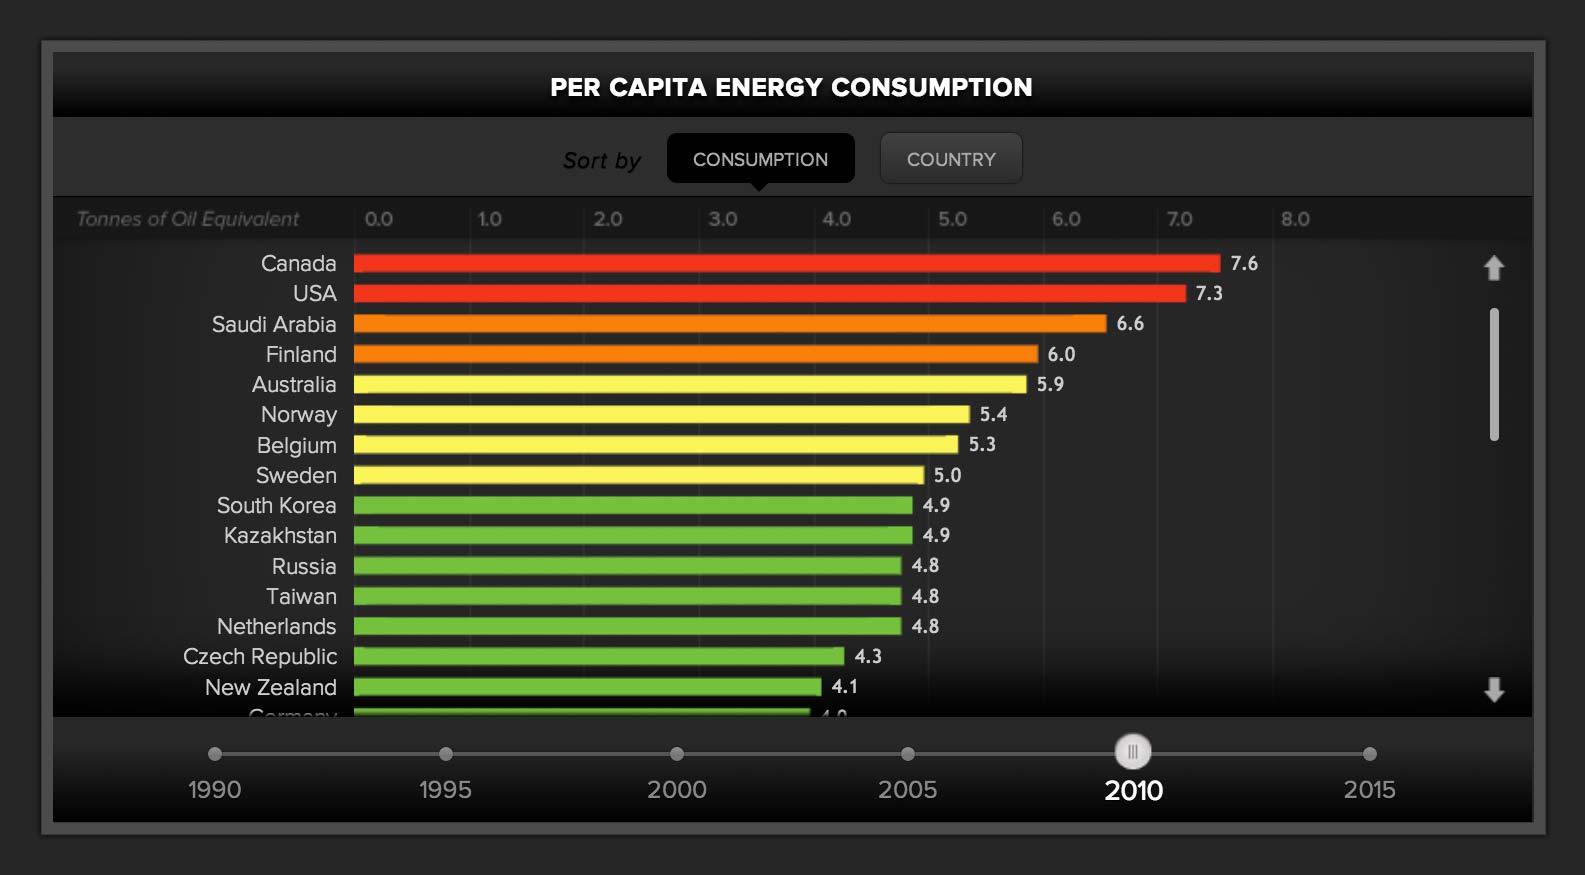 PER CAPITA ENERGY CONSUMPTION
Sort by CONSUMPTION COUNTRY
Tonnes of Oil Equivalent 0.0 1.0 2.0 3.0 4.0 5.0 6.0 7.0 8.0
Canada 7.6
USA 7.3
Saudi Arabia 6.6
Finland 6.0
Australia 5.9
Norway 5.4
Belgium 5.3
Sweden 5.0
South Korea 4.9
Kazakhstan 4.9
Russia 4.8
Taiwan 4.8
Netherlands 4.8
Czech Republic 4.3
New Zealand 4.1
Germany
1990 1995 2000 2005 2010 2015